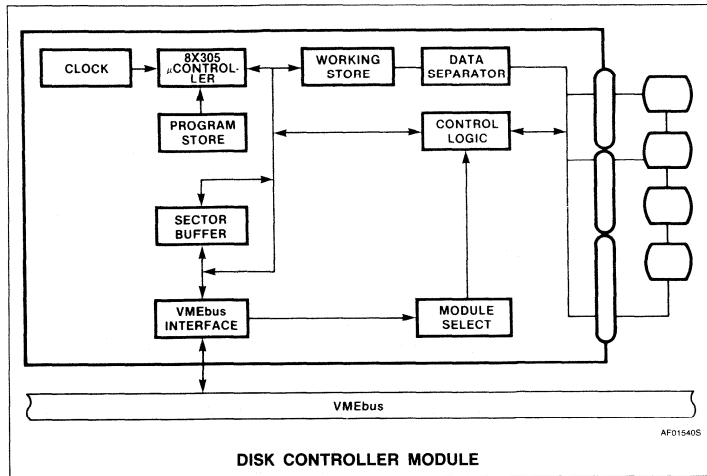 CLOCK
8X305
μCONTROL-
LER
WORKING
STORE
DATA
SEPARATOR
PROGRAM
STORE
CONTROL
LOGIC
SECTOR
BUFFER
VMEbus
INTERFACE
MODULE
SELECT
VMEbus
AF01540S
DISK CONTROLLER MODULE